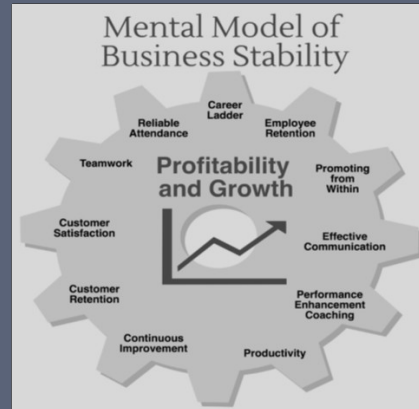 Mental Model of
Business Stability
Career
Ladder
Employee
Retention
Promoting
from
Within
Effective
Communication
Performance
Enhancement
Coaching
Productivity
Continuous
Improvement
Customer
Retention
Customer
Satisfaction
Teamwork
Reliable
Attendance
Profitability
and Growth